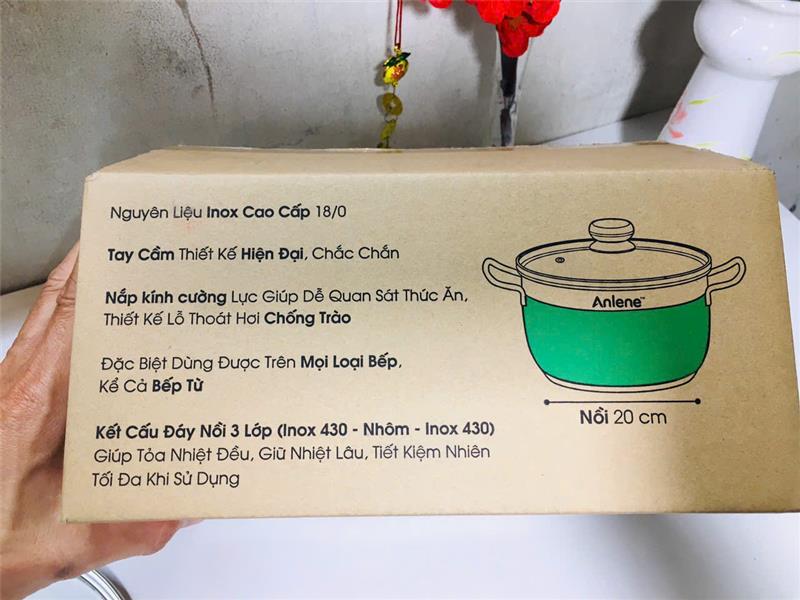 Nguyên Liệu Inox Cao Cấp 18/0
Tay Cầm Thiết Kế Hiện Đại, Chắc Chắn
Nắp kính cường Lực Giúp Dễ Quan Sát Thức Ăn,
Thiết Kế Lỗ Thoát Hơi Chống Trào
Đặc Biệt Dùng Được Trên Mọi Loại Bếp,
Kể Cả Bếp Từ
Kết Cấu Đáy Nồi 3 Lớp (Inox 430 - Nhôm - Inox 430)
Giúp Tỏa Nhiệt Đều, Giữ Nhiệt Lâu, Tiết Kiệm Nhiên
Tối Đa Khi Sử Dụng
Anlene™
Nồi 20 cm